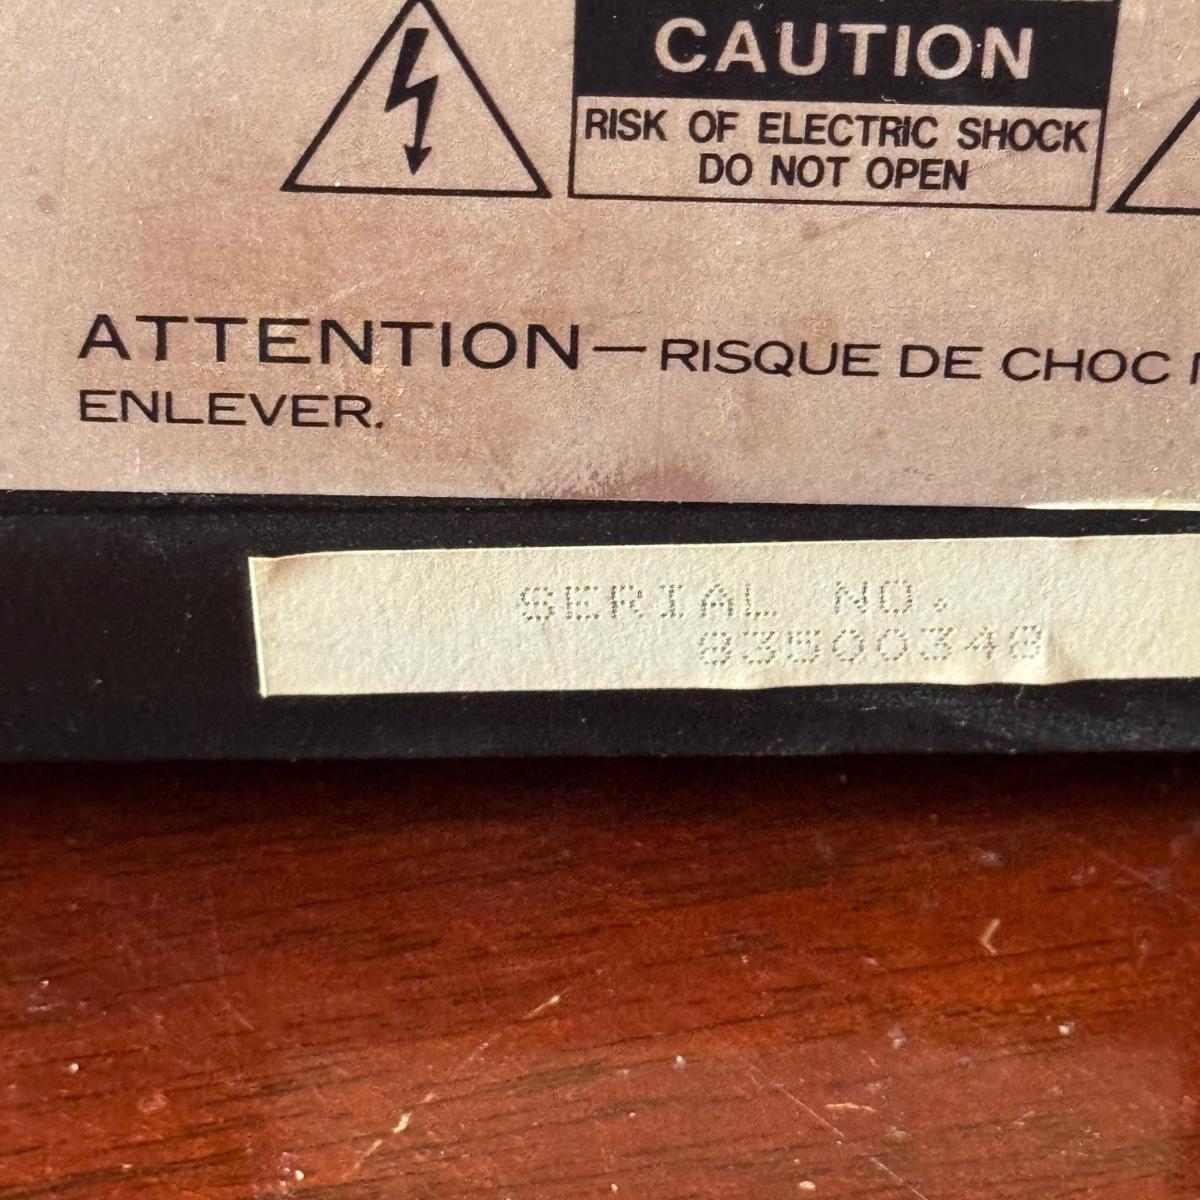 CAUTION
RISK OF ELECTRIC SHOCK
DO NOT OPEN
ATTENTION—RISQUE DE CHOC
ENLEVER.
SERIAL NO.
83500348